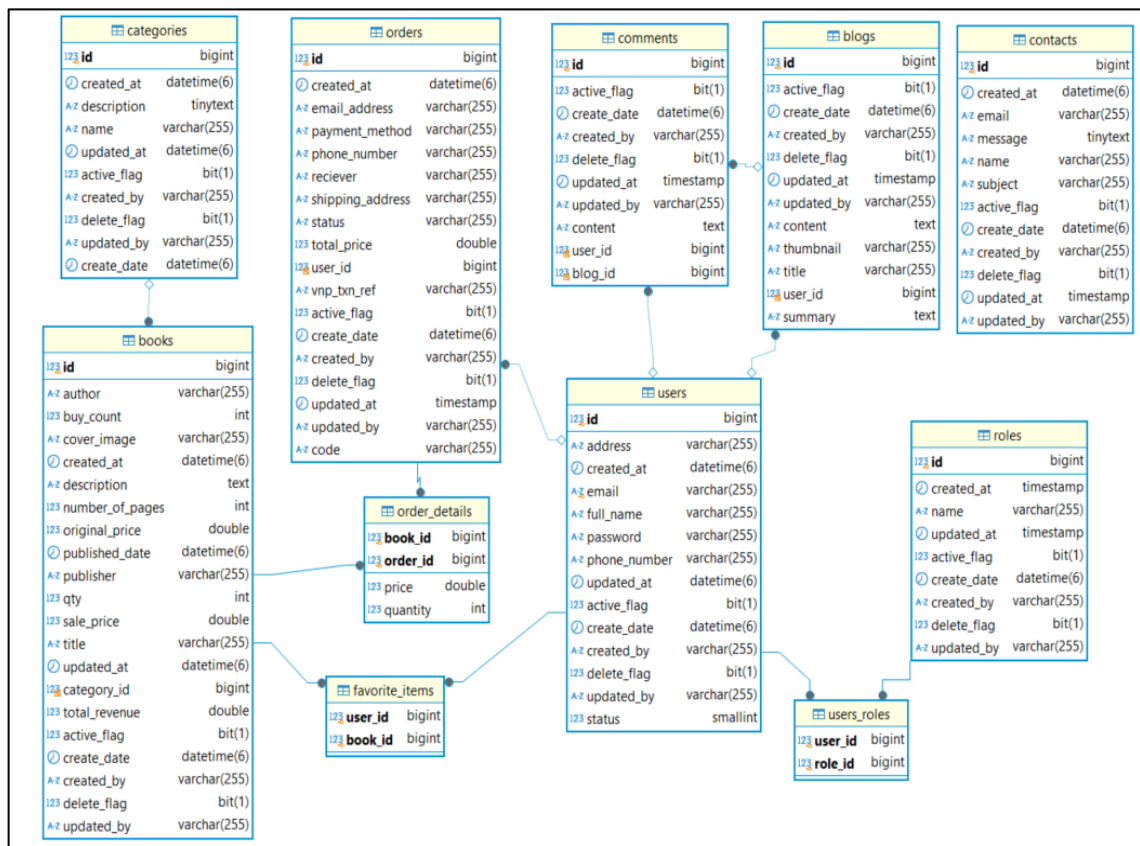 categories
id bigint
created_at datetime(6)
description tinytext
name varchar(255)
updated_at datetime(6)
active_flag bit(1)
created_by varchar(255)
delete_flag bit(1)
updated_by varchar(255)
create_date datetime(6)
orders
id bigint
created_at datetime(6)
email_address varchar(255)
payment_method varchar(255)
phone_number varchar(255)
reciever varchar(255)
shipping_address varchar(255)
status varchar(255)
total_price double
user_id bigint
vnp_txn_ref varchar(255)
active_flag bit(1)
create_date datetime(6)
created_by varchar(255)
delete_flag bit(1)
updated_at timestamp
updated_by varchar(255)
code varchar(255)
comments
id bigint
active_flag bit(1)
create_date datetime(6)
created_by varchar(255)
delete_flag bit(1)
updated_at timestamp
updated_by varchar(255)
content text
user_id bigint
blog_id bigint
blogs
id bigint
active_flag bit(1)
create_date datetime(6)
created_by varchar(255)
delete_flag bit(1)
updated_at timestamp
updated_by varchar(255)
content text
thumbnail varchar(255)
title varchar(255)
user_id bigint
summary text
contacts
id bigint
created_at datetime(6)
email varchar(255)
message tinytext
name varchar(255)
subject varchar(255)
active_flag bit(1)
create_date datetime(6)
created_by varchar(255)
delete_flag bit(1)
updated_at timestamp
updated_by varchar(255)
books
id bigint
author varchar(255)
buy_count int
cover_image varchar(255)
created_at datetime(6)
description text
number_of_pages int
original_price double
published_date datetime(6)
publisher varchar(255)
qty int
sale_price double
title varchar(255)
updated_at datetime(6)
category_id bigint
total_revenue double
active_flag bit(1)
create_date datetime(6)
created_by varchar(255)
delete_flag bit(1)
updated_by varchar(255)
order_details
book_id bigint
order_id bigint
price double
quantity int
favorite_items
user_id bigint
book_id bigint
users
id bigint
address varchar(255)
created_at datetime(6)
email varchar(255)
full_name varchar(255)
password varchar(255)
phone_number varchar(255)
updated_at datetime(6)
active_flag bit(1)
create_date datetime(6)
created_by varchar(255)
delete_flag bit(1)
updated_by varchar(255)
status smallint
roles
id bigint
created_at timestamp
name varchar(255)
updated_at timestamp
active_flag bit(1)
create_date datetime(6)
created_by varchar(255)
delete_flag bit(1)
updated_by varchar(255)
users_roles
user_id bigint
role_id bigint